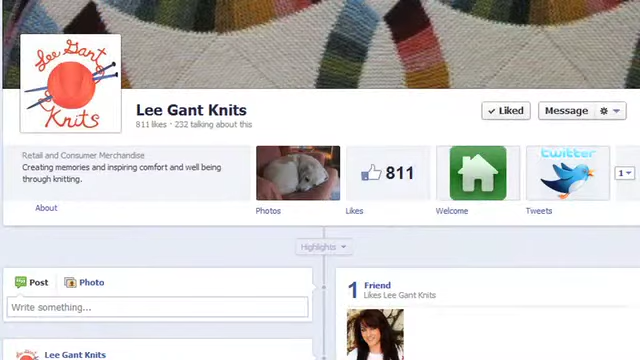 Lee Gant
Knits
Lee Gant Knits
811 likes · 232 talking about this
Liked
Message
Retail and Consumer Merchandise
Creating memories and inspiring comfort and well being
through knitting.
About
Photos
811
Likes
Welcome
twitter
Tweets
1
Highlights
Post
Photo
Write something...
Lee Gant Knits
1 Friend
Likes Lee Gant Knits